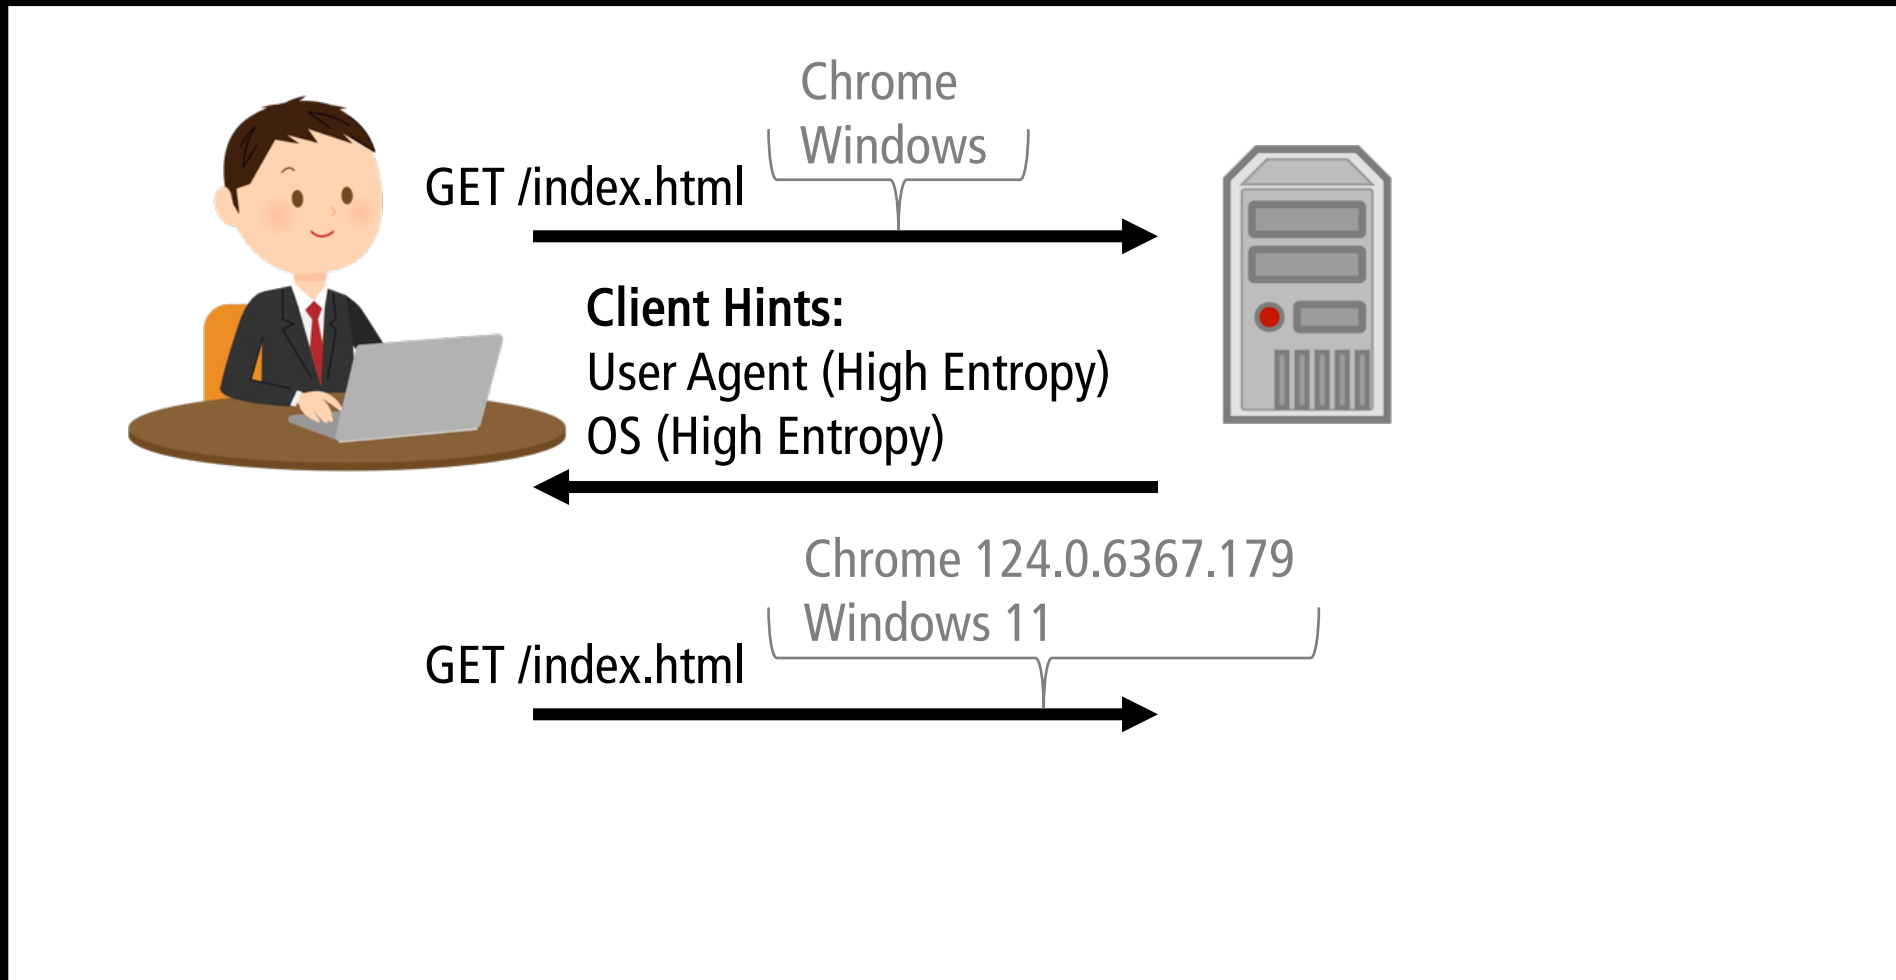 Chrome
Windows
GET /index.html
Client Hints:
User Agent (High Entropy)
OS (High Entropy)
Chrome 124.0.6367.179
Windows 11
GET /index.html